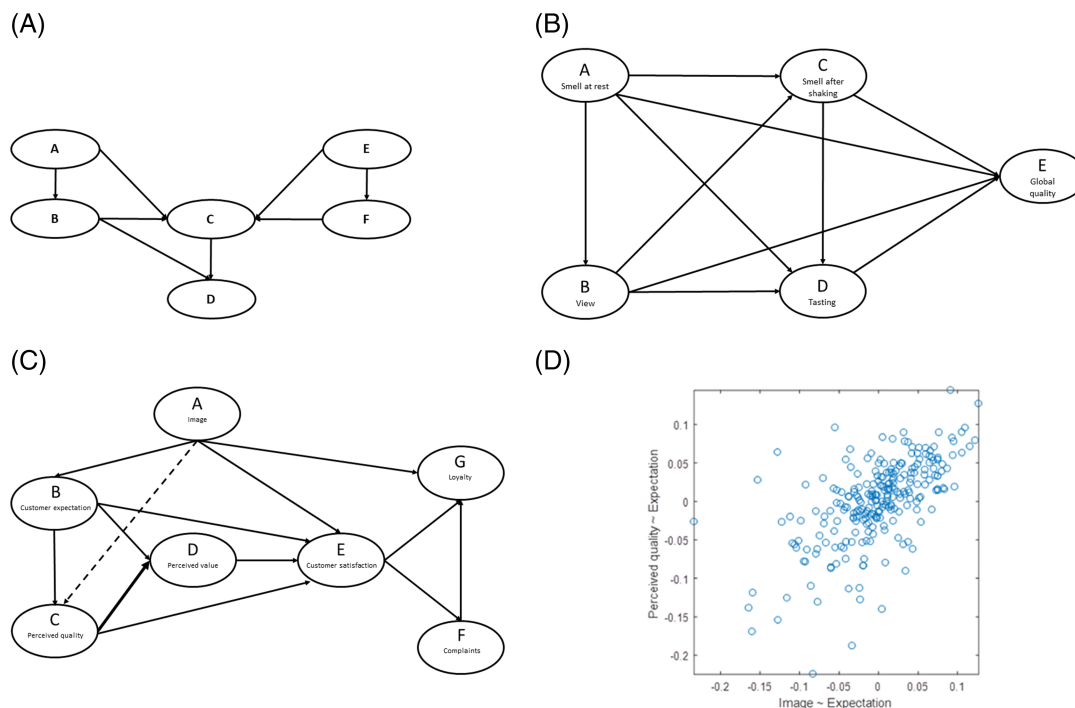 (A)
A
B
C
D
E
F
(B)
A
Smell at rest
C
Smell after
shaking
E
Global
quality
B
View
D
Tasting
(C)
A
Image
B
Customer expectation
C
Perceived quality
D
Perceived value
E
Customer satisfaction
G
Loyalty
F
Complaints
(D)
Perceived quality ~ Expectation
0.1
0.05
0
-0.05
-0.1
-0.15
-0.2
-0.2
-0.15
-0.1
-0.05
0
0.05
0.1
Image ~ Expectation